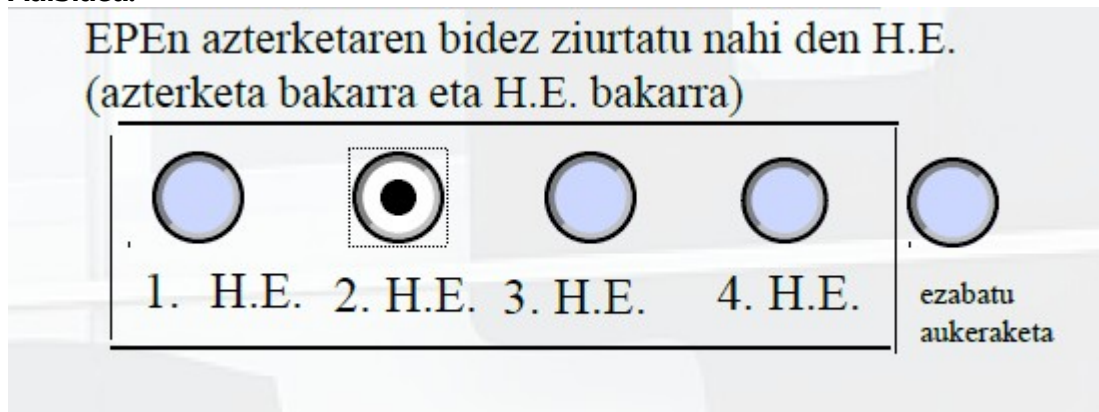 EPEn azterketaren bidez ziurtatu nahi den H.E.
(azterketa bakarra eta H.E. bakarra)
1. H.E. 2. H.E. 3. H.E. 4. H.E.
ezabatu
aukeraketa